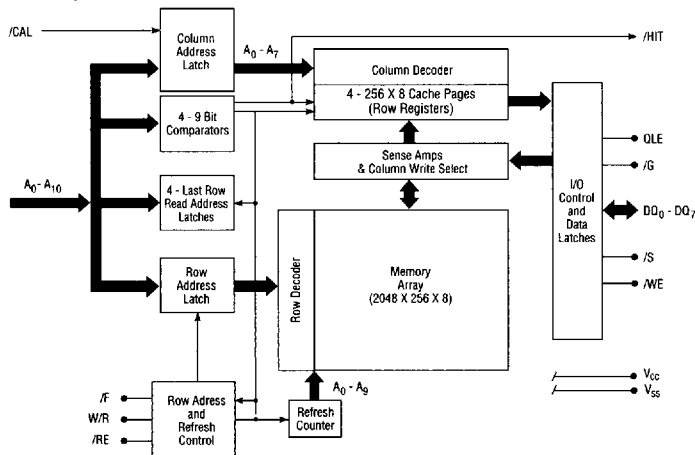 /CAL
Column
Address
Latch
A0 - A7
/HIT
Column Decoder
4 - 256 X 8 Cache Pages
(Row Registers)
4 - 9 Bit
Comparators
Sense Amps
& Column Write Select
QLE
/G
A0- A10
4 - Last Row
Read Address
Latches
I/O
Control
and
Data
Latches
DQ0 - DQ7
Row
Address
Latch
Row Decoder
Memory
Array
(2048 X 256 X 8)
/S
/WE
A0 - A9
VCC
VSS
/F
W/R
/RE
Row Adress
and
Refresh
Control
Refresh
Counter